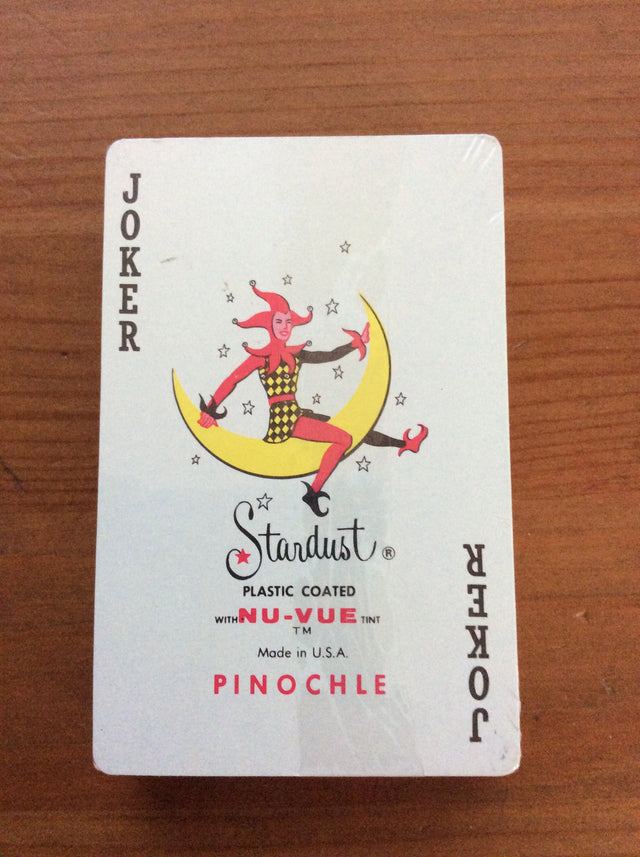 JOKER
Stardust ®
PLASTIC COATED
WITH NU-VUE TINT
TM
Made in U.S.A.
PINOCHLE
JOKER